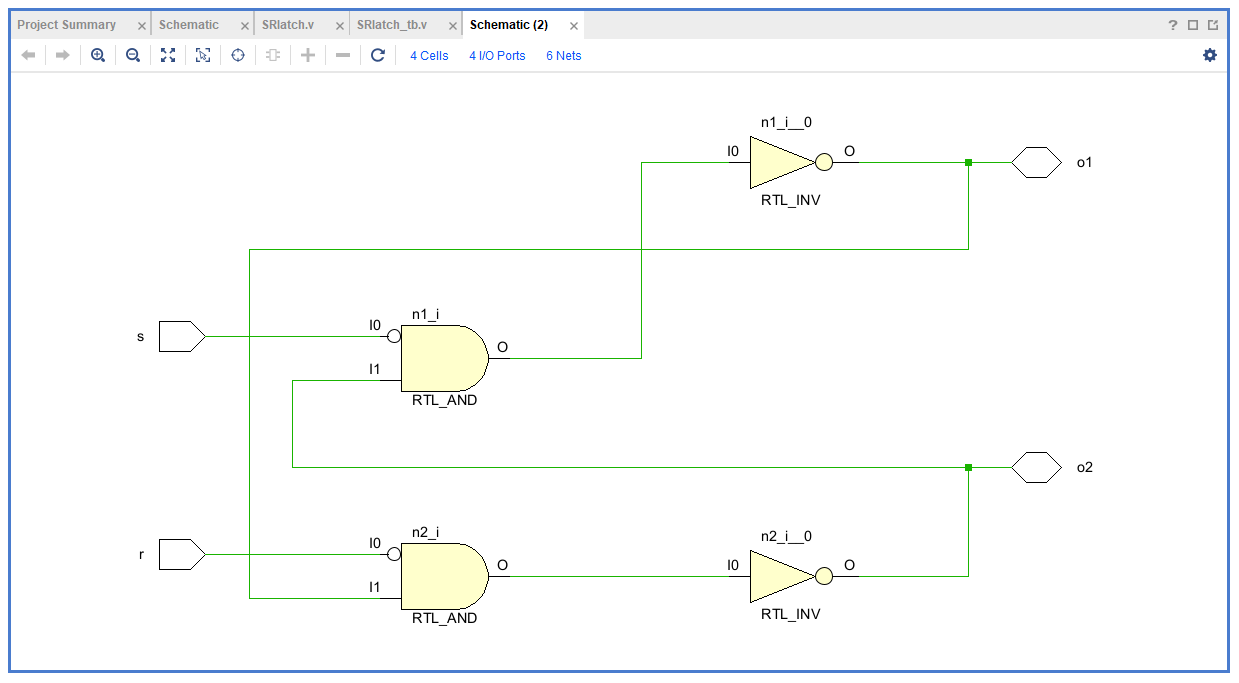 Project Summary × Schematic × SRlatch.v × SRlatch_tb.v × Schematic (2) × ?
4 Cells 4 I/O Ports 6 Nets
n1_i__0
I0 O
o1
RTL_INV
n1_i
s
I0
O
I1
RTL_AND
o2
n2_i
n2_i__0
r
I0
O
I0
O
I1
RTL_AND
RTL_INV